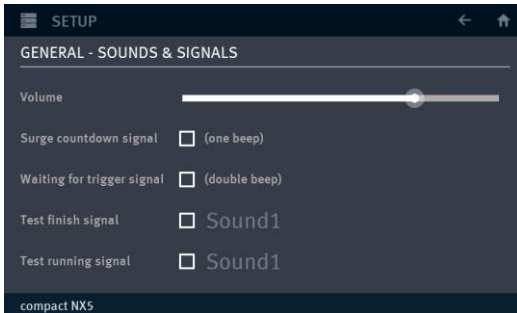 SETUP
GENERAL - SOUNDS & SIGNALS
Volume
Surge countdown signal (one beep)
Waiting for trigger signal (double beep)
Test finish signal Sound1
Test running signal Sound1
compact NX5